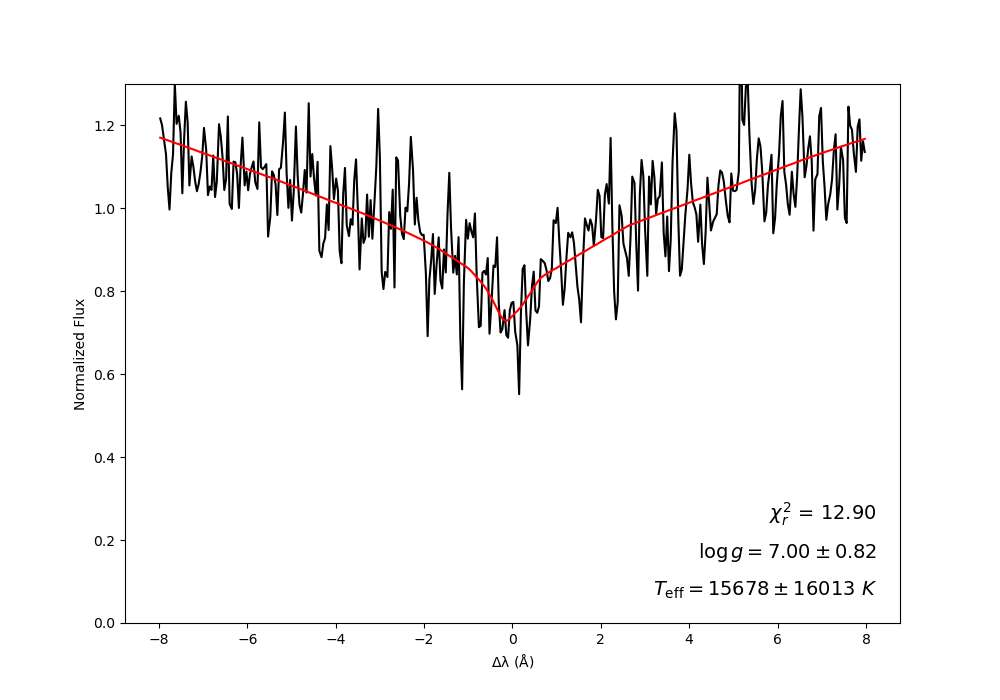 1.2
1.0
0.8
0.6
0.4
0.2
0.0
Normalized Flux
χ²ᵣ = 12.90
log g = 7.00 ± 0.82
T_eff = 15678 ± 16013 K
−8 −6 −4 −2 0 2 4 6 8
Δλ (Å)